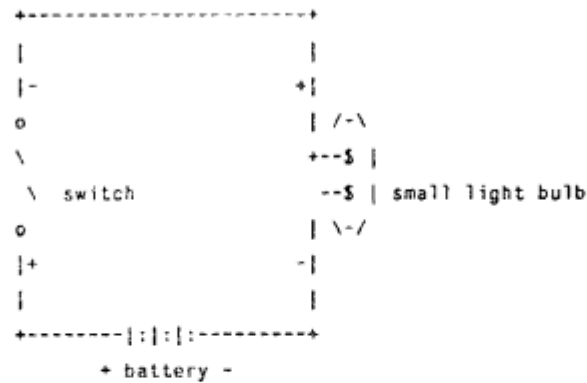 +---------------------------+
|                           |
|-                         +|
o                           | /-\
\                           +--$ |
 \  switch                   --$ | small light bulb
o                           | \-/
|+                         -|
|                           |
+---------|:|:|:----------+
+ battery -